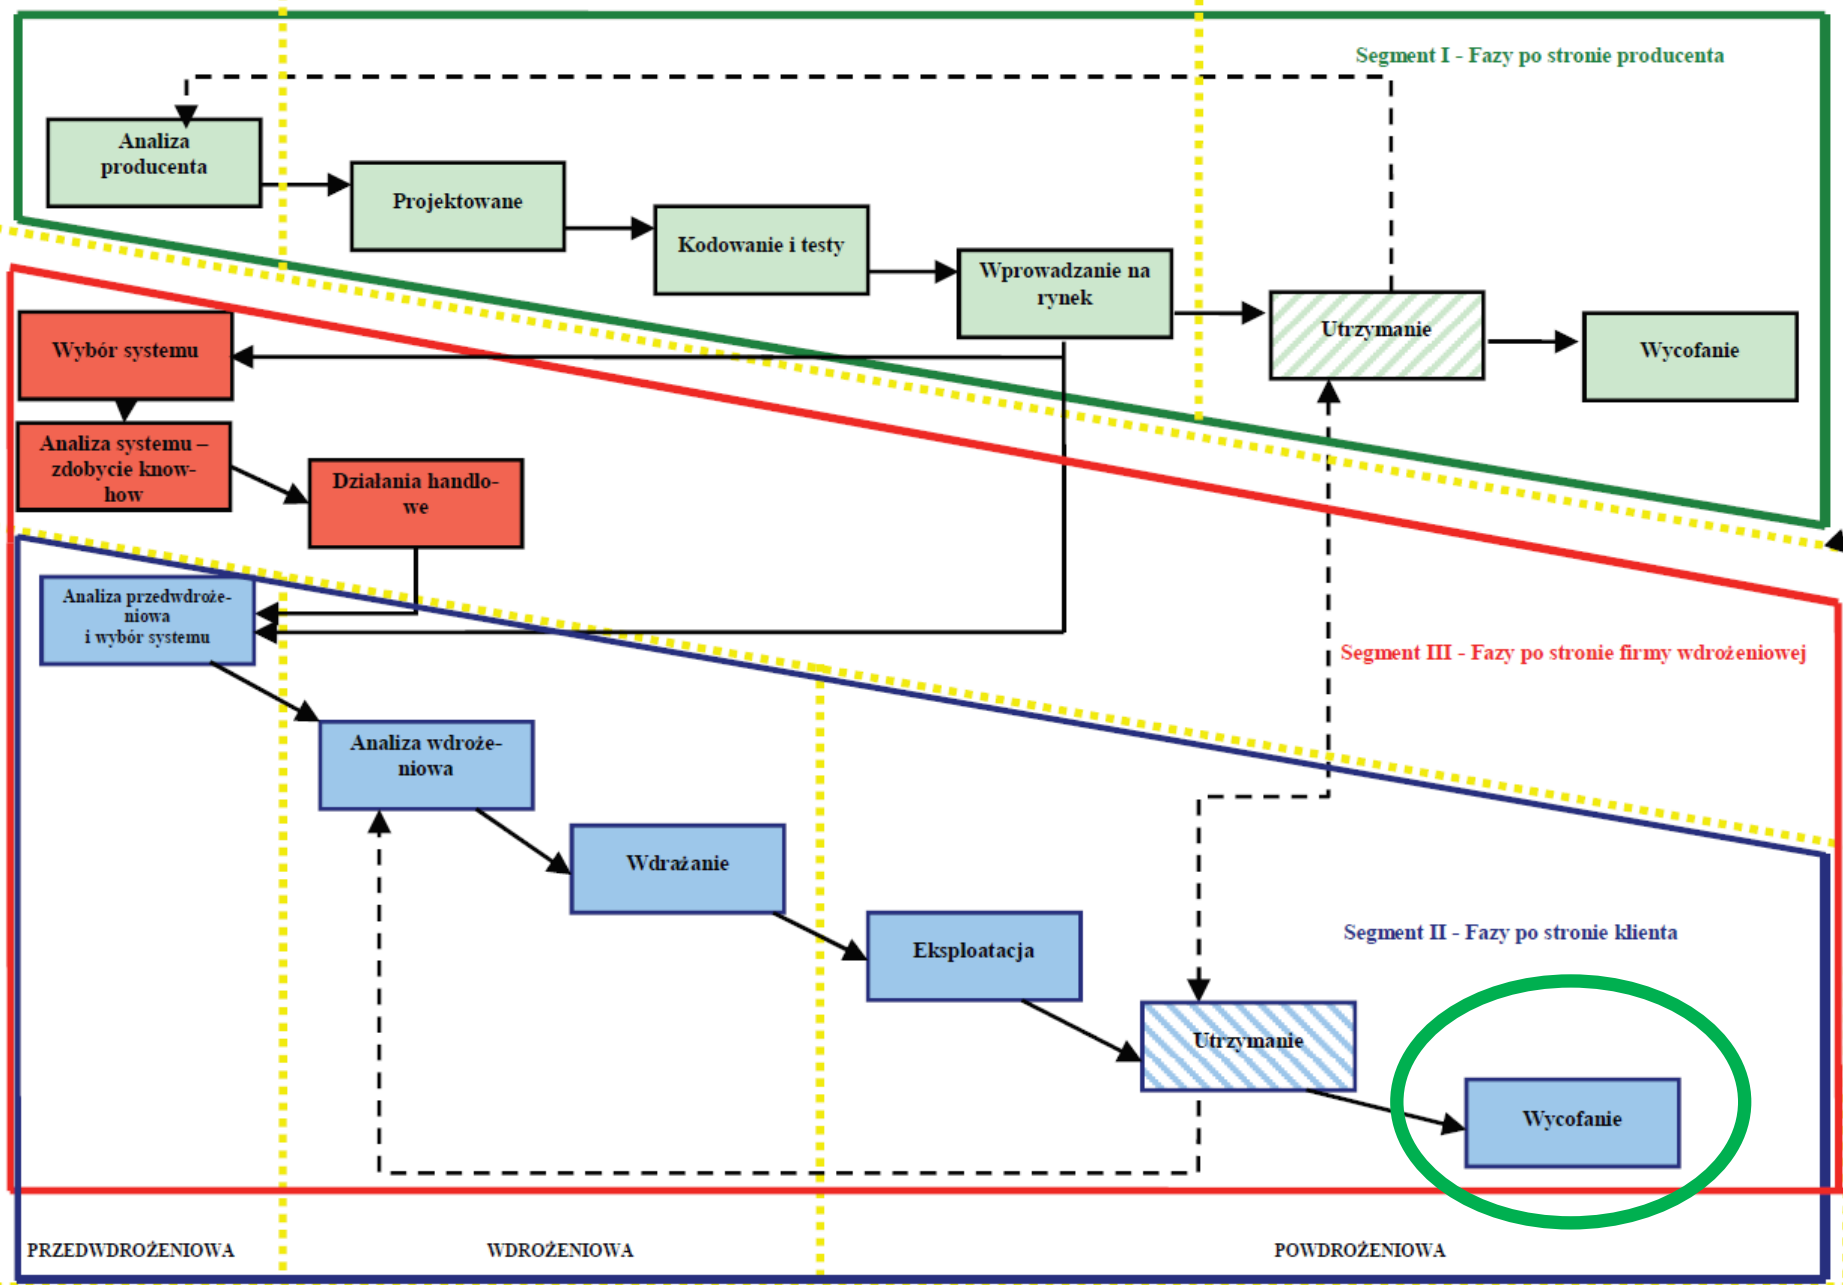 Segment I - Fazy po stronie producenta
Analiza
producenta
Projektowane
Kodowanie i testy
Wprowadzanie na
rynek
Utrzymanie
Wycofanie
Wybór systemu
Analiza systemu –
zdobycie know-
how
Działania handlo-
we
Segment III - Fazy po stronie firmy wdrożeniowej
Analiza przedwdroże-
niowa
i wybór systemu
Analiza wdroże-
niowa
Wdrażanie
Eksploatacja
Segment II - Fazy po stronie klienta
Utrzymanie
Wycofanie
PRZEDWDROŻENIOWA
WDROŻENIOWA
POWDROŻENIOWA